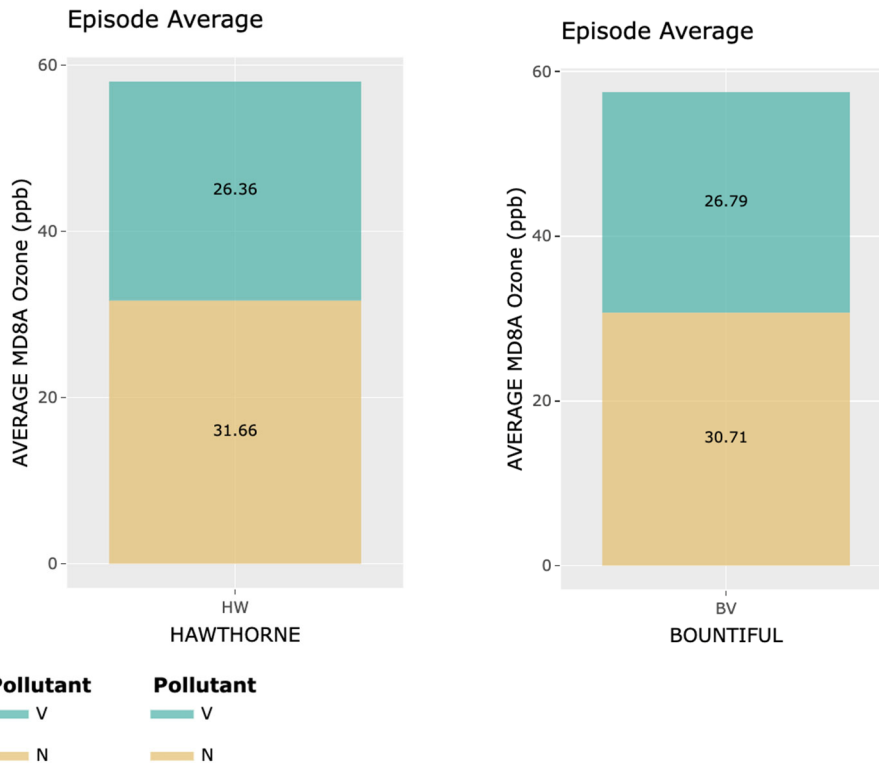 Episode Average
60
40
20
0
AVERAGE MD8A Ozone (ppb)
26.36
31.66
HW
HAWTHORNE
Episode Average
60
40
20
0
AVERAGE MD8A Ozone (ppb)
26.79
30.71
BV
BOUNTIFUL
Pollutant
V
N
Pollutant
V
N